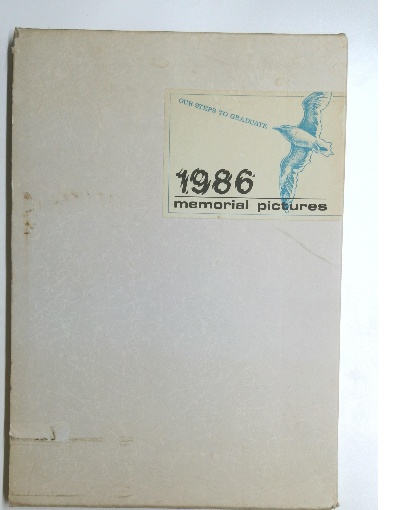 OUR STEPS TO GRADUATE
1986
memorial pictures